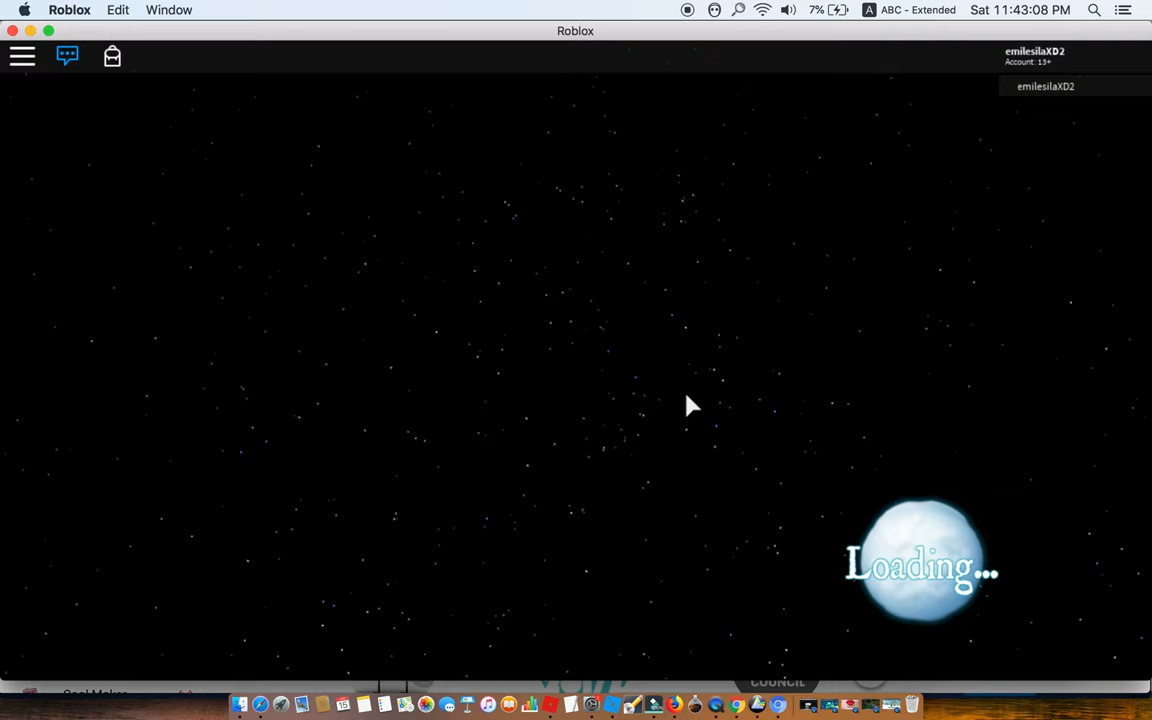 Roblox Edit Window 7% A ABC - Extended Sat 11:43:08 PM
Roblox
emilesilaXD2
Account: 13+
emilesilaXD2
Loading...
COUNCIL